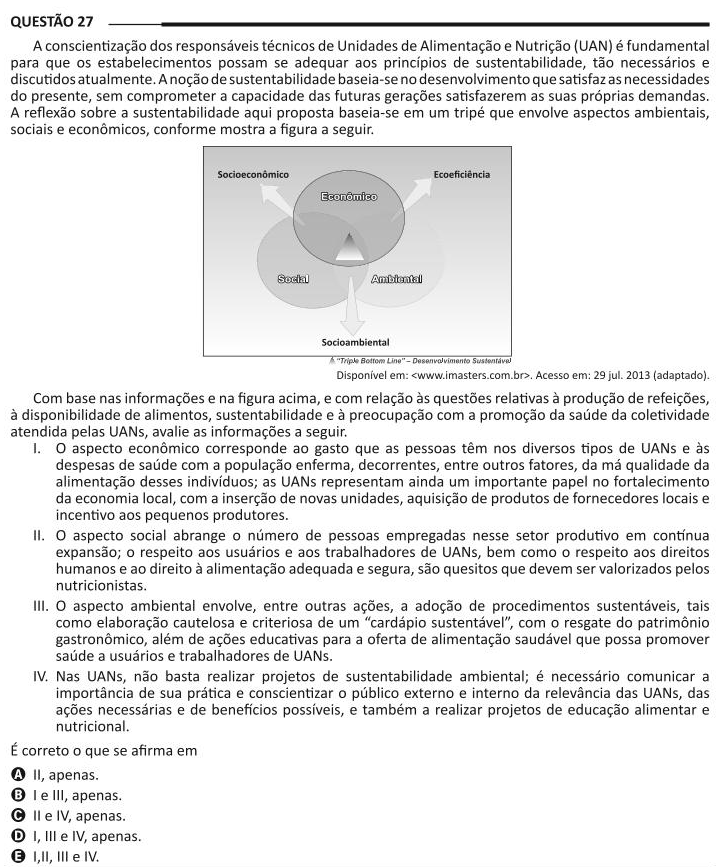 QUESTÃO 27
A conscientização dos responsáveis técnicos de Unidades de Alimentação e Nutrição (UAN) é fundamental
para que os estabelecimentos possam se adequar aos princípios de sustentabilidade, tão necessários e
discutidos atualmente. A noção de sustentabilidade baseia-se no desenvolvimento que satisfaz as necessidades
do presente, sem comprometer a capacidade das futuras gerações satisfazerem as suas próprias demandas.
A reflexão sobre a sustentabilidade aqui proposta baseia-se em um tripé que envolve aspectos ambientais,
sociais e econômicos, conforme mostra a figura a seguir.
Socioeconômico
Ecoeficiência
Econômico
Social
Ambiental
Socioambiental
"Triple Bottom Line" – Desenvolvimento Sustentável
Disponível em: <www.imasters.com.br>. Acesso em: 29 jul. 2013 (adaptado).
Com base nas informações e na figura acima, e com relação às questões relativas à produção de refeições,
à disponibilidade de alimentos, sustentabilidade e à preocupação com a promoção da saúde da coletividade
atendida pelas UANs, avalie as informações a seguir.
I. O aspecto econômico corresponde ao gasto que as pessoas têm nos diversos tipos de UANs e às
despesas de saúde com a população enferma, decorrentes, entre outros fatores, da má qualidade da
alimentação desses indivíduos; as UANs representam ainda um importante papel no fortalecimento
da economia local, com a inserção de novas unidades, aquisição de produtos de fornecedores locais e
incentivo aos pequenos produtores.
II. O aspecto social abrange o número de pessoas empregadas nesse setor produtivo em contínua
expansão; o respeito aos usuários e aos trabalhadores de UANs, bem como o respeito aos direitos
humanos e ao direito à alimentação adequada e segura, são quesitos que devem ser valorizados pelos
nutricionistas.
III. O aspecto ambiental envolve, entre outras ações, a adoção de procedimentos sustentáveis, tais
como elaboração cautelosa e criteriosa de um “cardápio sustentável”, com o resgate do patrimônio
gastronômico, além de ações educativas para a oferta de alimentação saudável que possa promover
saúde a usuários e trabalhadores de UANs.
IV. Nas UANs, não basta realizar projetos de sustentabilidade ambiental; é necessário comunicar a
importância de sua prática e conscientizar o público externo e interno da relevância das UANs, das
ações necessárias e de benefícios possíveis, e também a realizar projetos de educação alimentar e
nutricional.
É correto o que se afirma em
A II, apenas.
B I e III, apenas.
C II e IV, apenas.
D I, III e IV, apenas.
E I,II, III e IV.